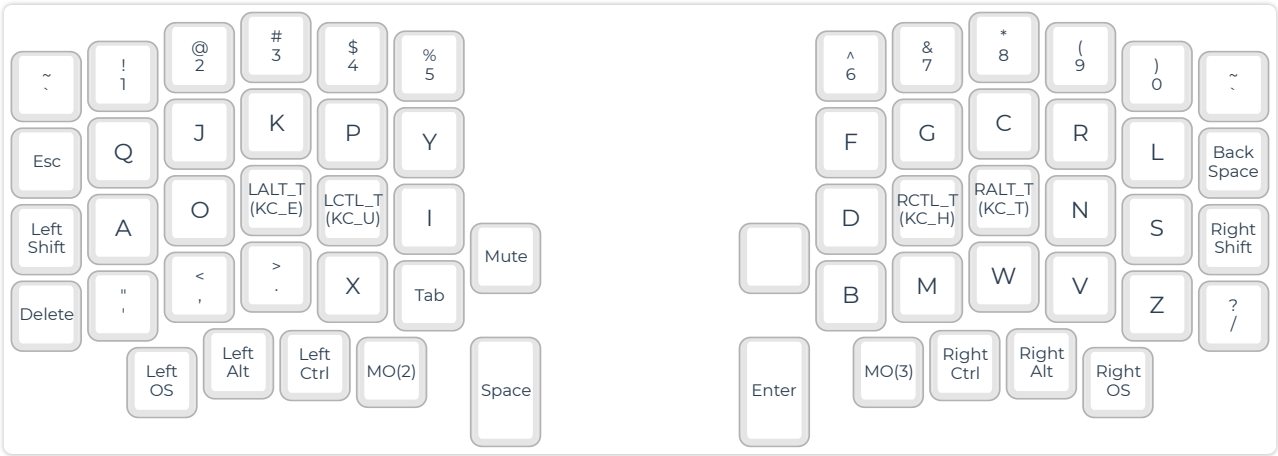 ~ ! @ # $ % ^ & * ( ) ~
` 1 2 3 4 5 6 7 8 9 0 `
Esc Q J K P Y F G C R L Back
Space
Left
Shift A O LALT_T
(KC_E) LCTL_T
(KC_U) I Mute D RCTL_T
(KC_H) RALT_T
(KC_T) N S Right
Shift
Delete " < > X Tab B M W V Z ?
' , . /
Left
OS Left
Alt Left
Ctrl MO(2) Space Enter MO(3) Right
Ctrl Right
Alt Right
OS